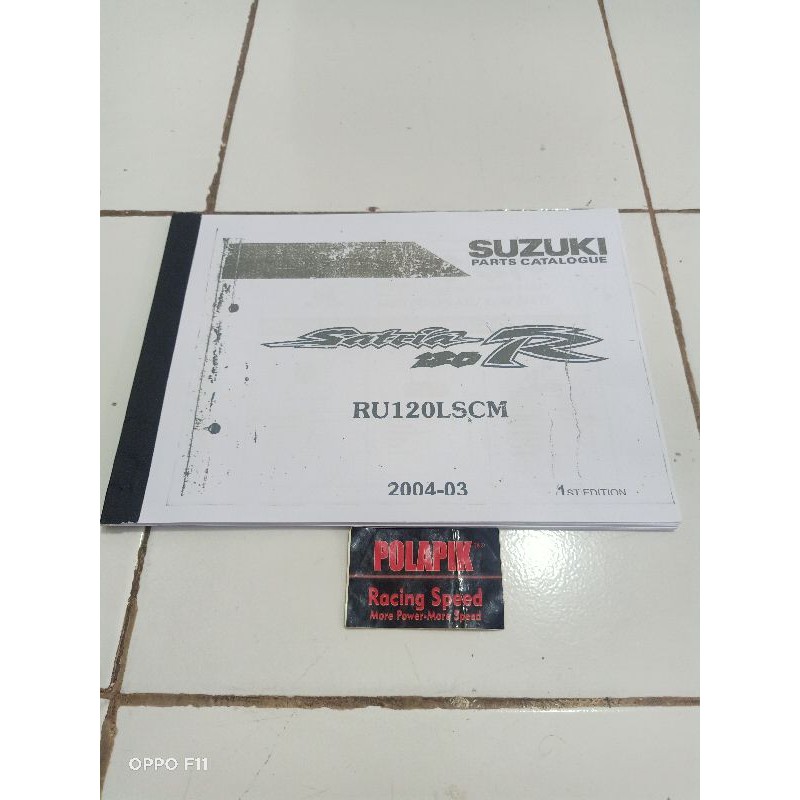 SUZUKI
PARTS CATALOGUE
Satria
120 R
RU120LSCM
2004-03
1ST EDITION
POLAPIK
Racing Speed
More Power-More Speed
OPPO F11